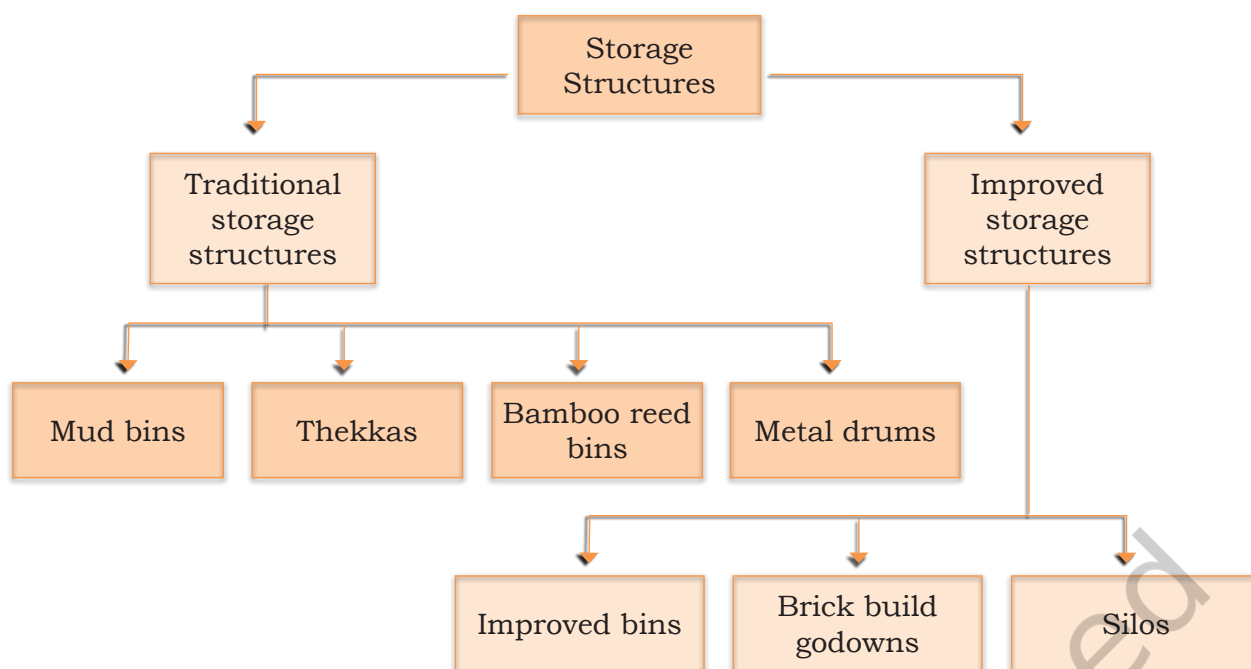 Storage
Structures
Traditional
storage
structures
Improved
storage
structures
Mud bins
Thekkas
Bamboo reed
bins
Metal drums
Improved bins
Brick build
godowns
Silos